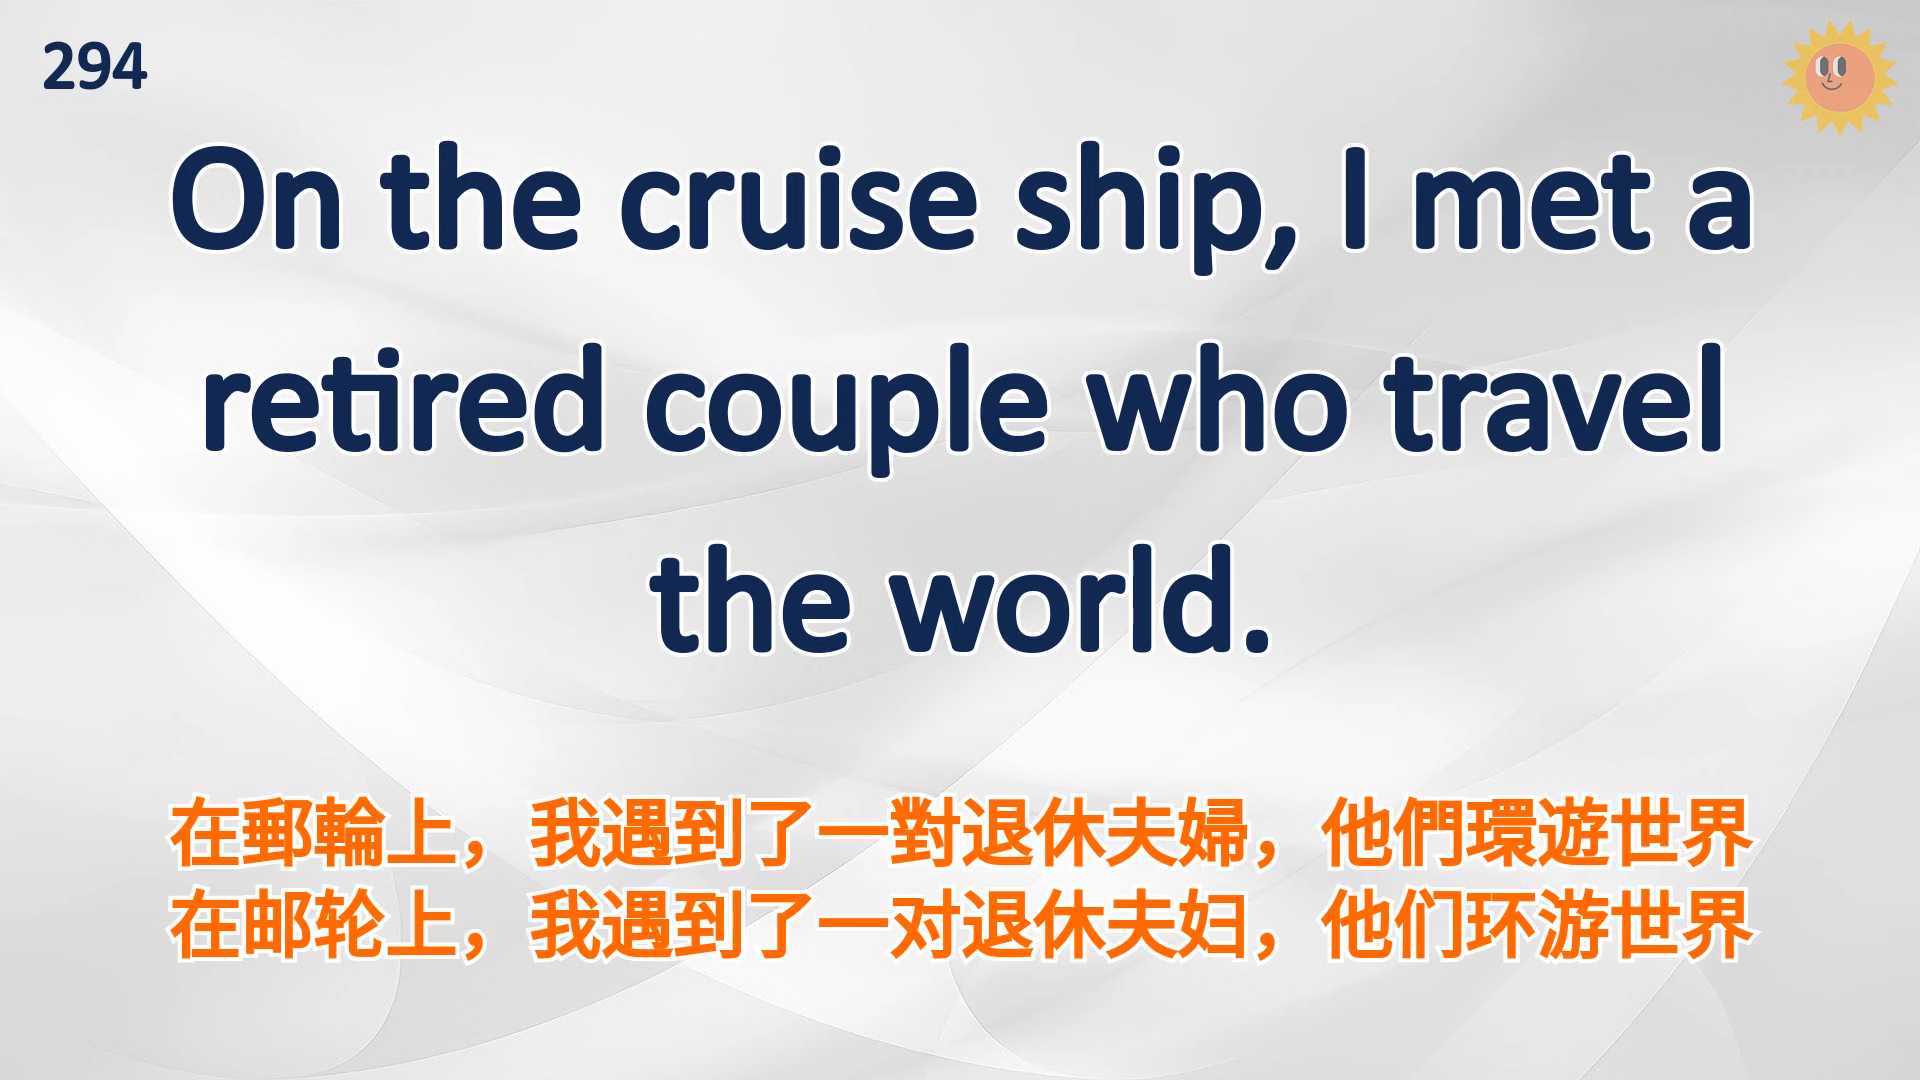 294
On the cruise ship, I met a
retired couple who travel
the world.
在郵輪上，我遇到了一對退休夫婦，他們環遊世界
在邮轮上，我遇到了一对退休夫妇，他们环游世界